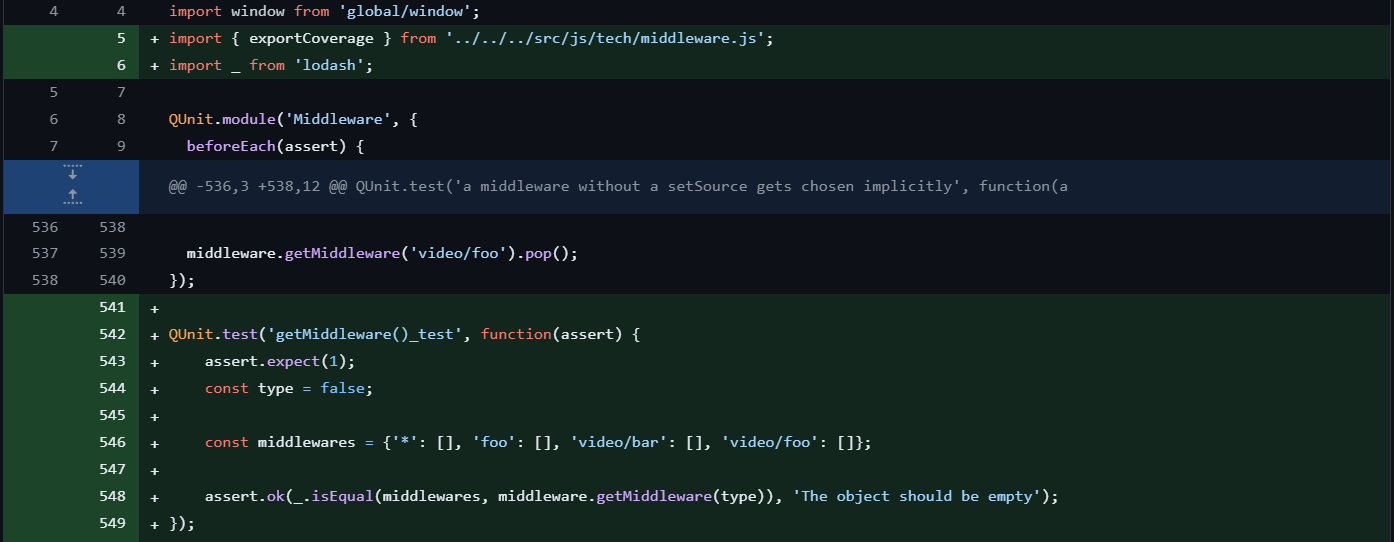 4 4 import window from 'global/window';
5 + import { exportCoverage } from '../../../src/js/tech/middleware.js';
6 + import _ from 'lodash';
5 7
6 8 QUnit.module('Middleware', {
7 9 beforeEach(assert) {
@@ -536,3 +538,12 @@ QUnit.test('a middleware without a setSource gets chosen implicitly', function(a
536 538
537 539 middleware.getMiddleware('video/foo').pop();
538 540 });
541 +
542 + QUnit.test('getMiddleware()_test', function(assert) {
543 + assert.expect(1);
544 + const type = false;
545 +
546 + const middlewares = {'*': [], 'foo': [], 'video/bar': [], 'video/foo': []};
547 +
548 + assert.ok(_.isEqual(middlewares, middleware.getMiddleware(type)), 'The object should be empty');
549 + });